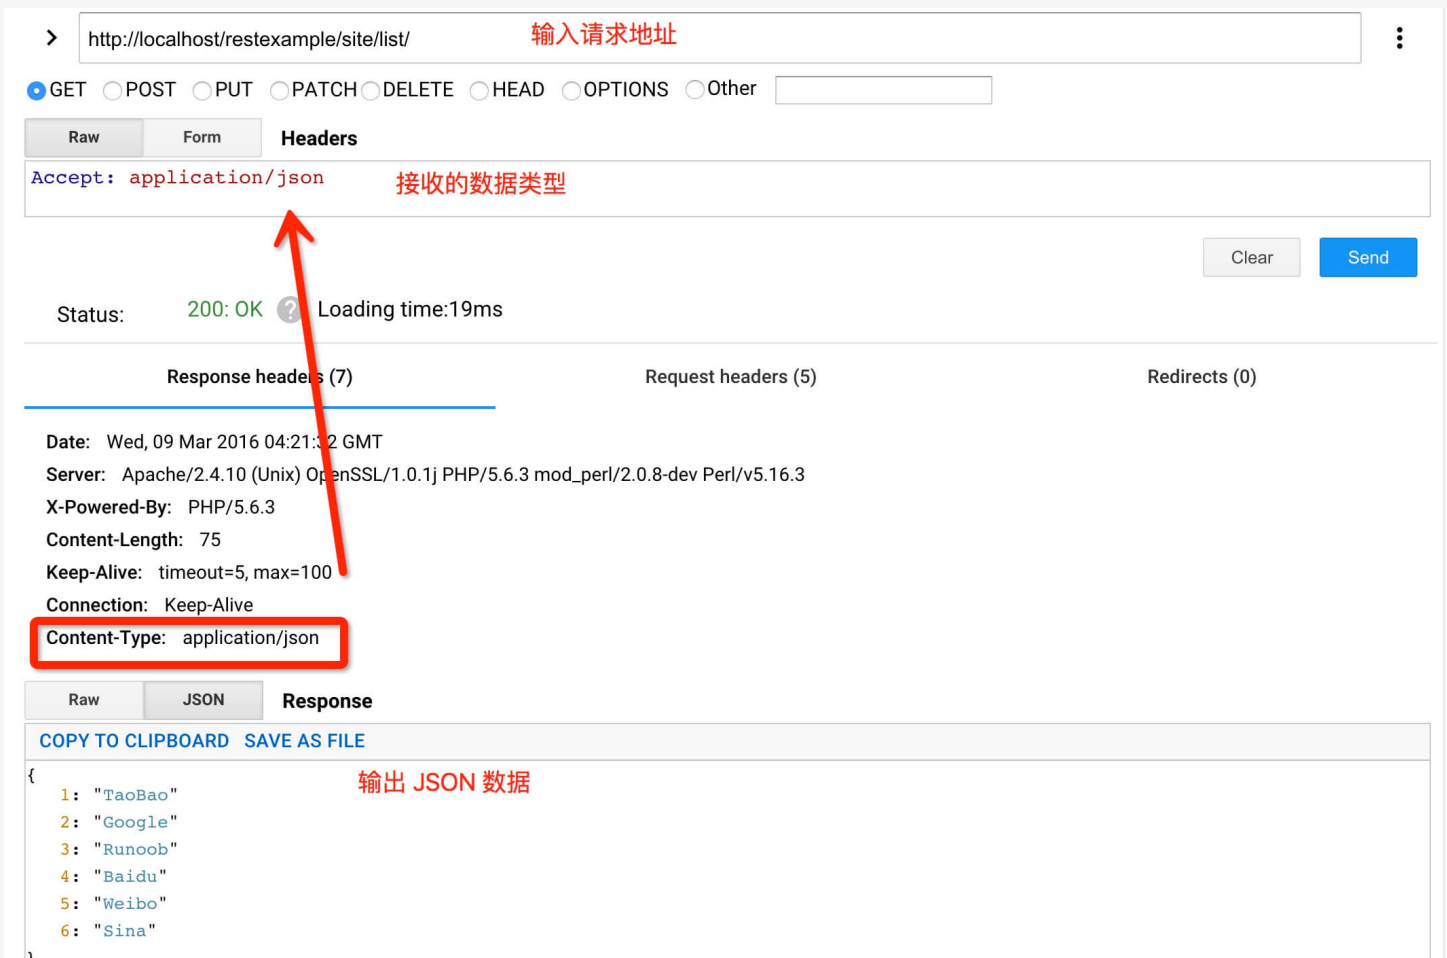 http://localhost/restexample/site/list/ 输入请求地址
GET POST PUT PATCH DELETE HEAD OPTIONS Other
Raw Form Headers
Accept: application/json 接收的数据类型
Clear Send
Status: 200: OK ? Loading time:19ms
Response headers (7) Request headers (5) Redirects (0)
Date: Wed, 09 Mar 2016 04:21:32 GMT
Server: Apache/2.4.10 (Unix) OpenSSL/1.0.1j PHP/5.6.3 mod_perl/2.0.8-dev Perl/v5.16.3
X-Powered-By: PHP/5.6.3
Content-Length: 75
Keep-Alive: timeout=5, max=100
Connection: Keep-Alive
Content-Type: application/json
Raw JSON Response
COPY TO CLIPBOARD SAVE AS FILE
{ 输出 JSON 数据
1: "TaoBao"
2: "Google"
3: "Runoob"
4: "Baidu"
5: "Weibo"
6: "Sina"
}